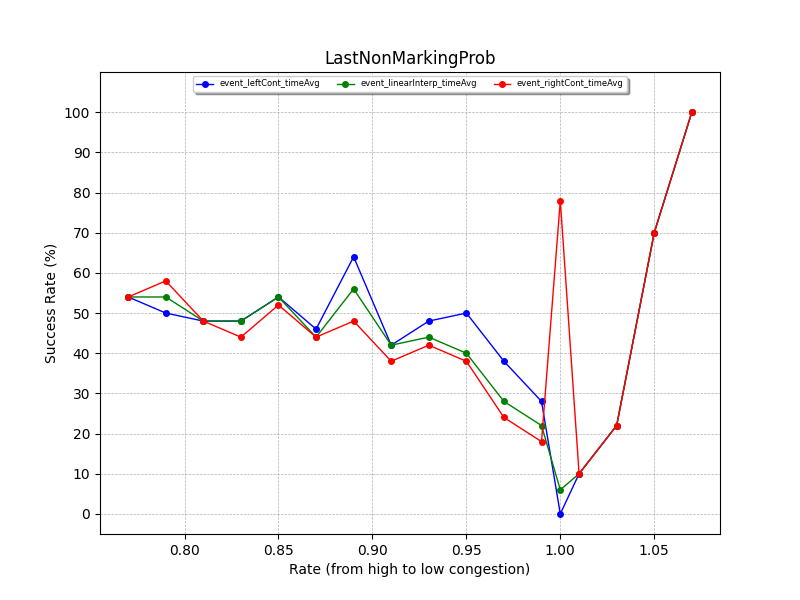 LastNonMarkingProb
event_leftCont_timeAvg event_linearInterp_timeAvg event_rightCont_timeAvg
100
90
80
70
60
50
40
30
20
10
0
Success Rate (%)
0.80 0.85 0.90 0.95 1.00 1.05
Rate (from high to low congestion)